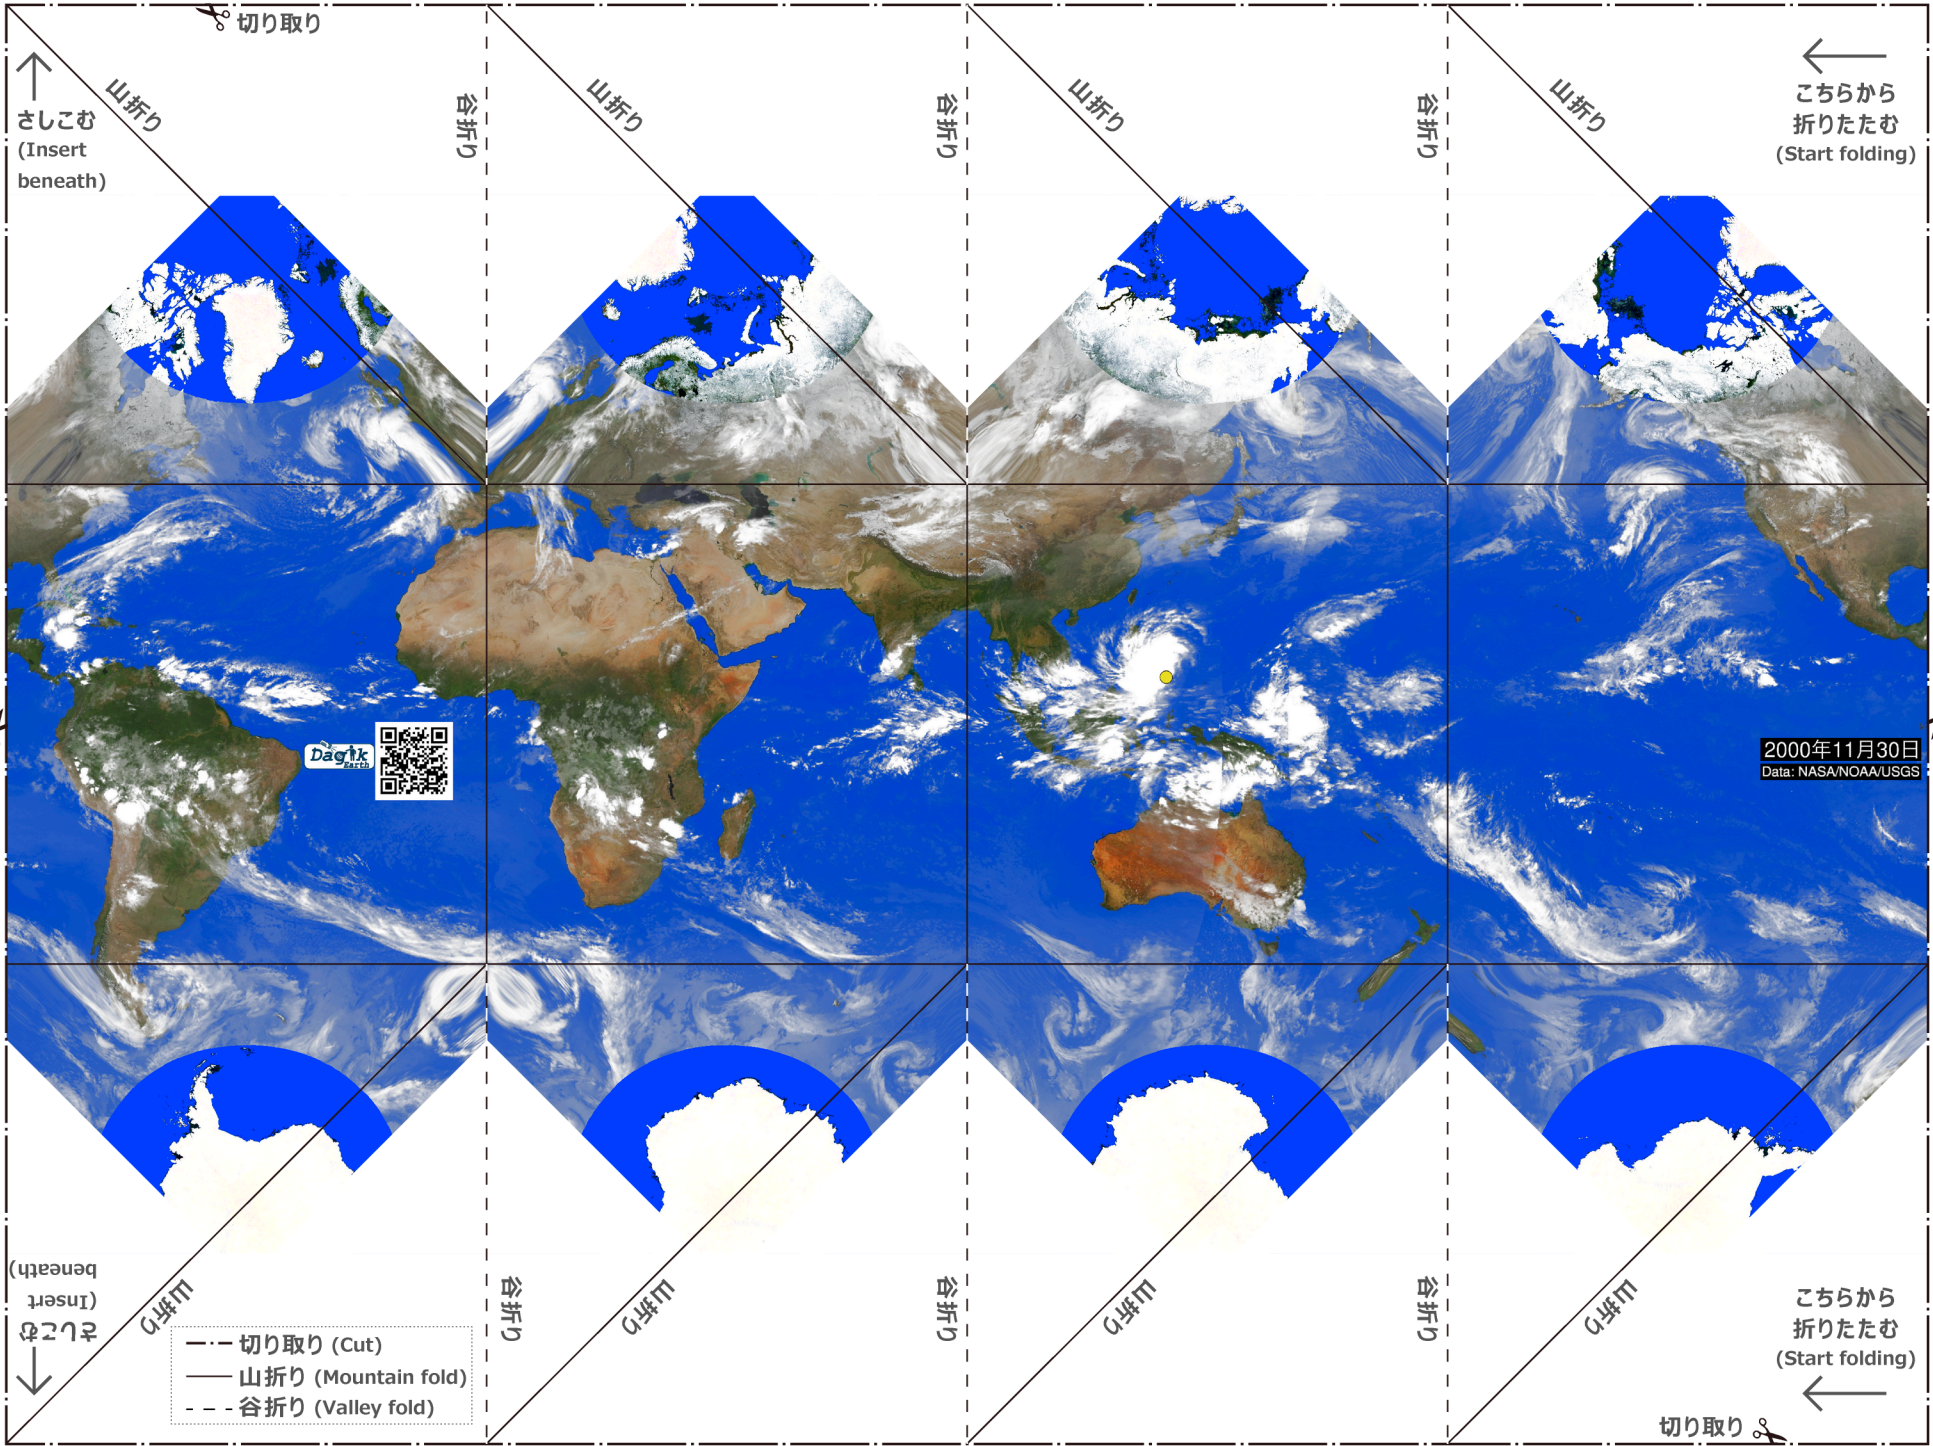 切り取り
さしこむ
(Insert
beneath)
山折り
谷折り
山折り
谷折り
山折り
谷折り
山折り
こちらから
折りたたむ
(Start folding)
Dagik
Earth
2000年11月30日
Data: NASA/NOAA/USGS
さしこむ
(Insert
beneath)
山折り
谷折り
山折り
谷折り
山折り
谷折り
山折り
こちらから
折りたたむ
(Start folding)
切り取り (Cut)
山折り (Mountain fold)
谷折り (Valley fold)
切り取り